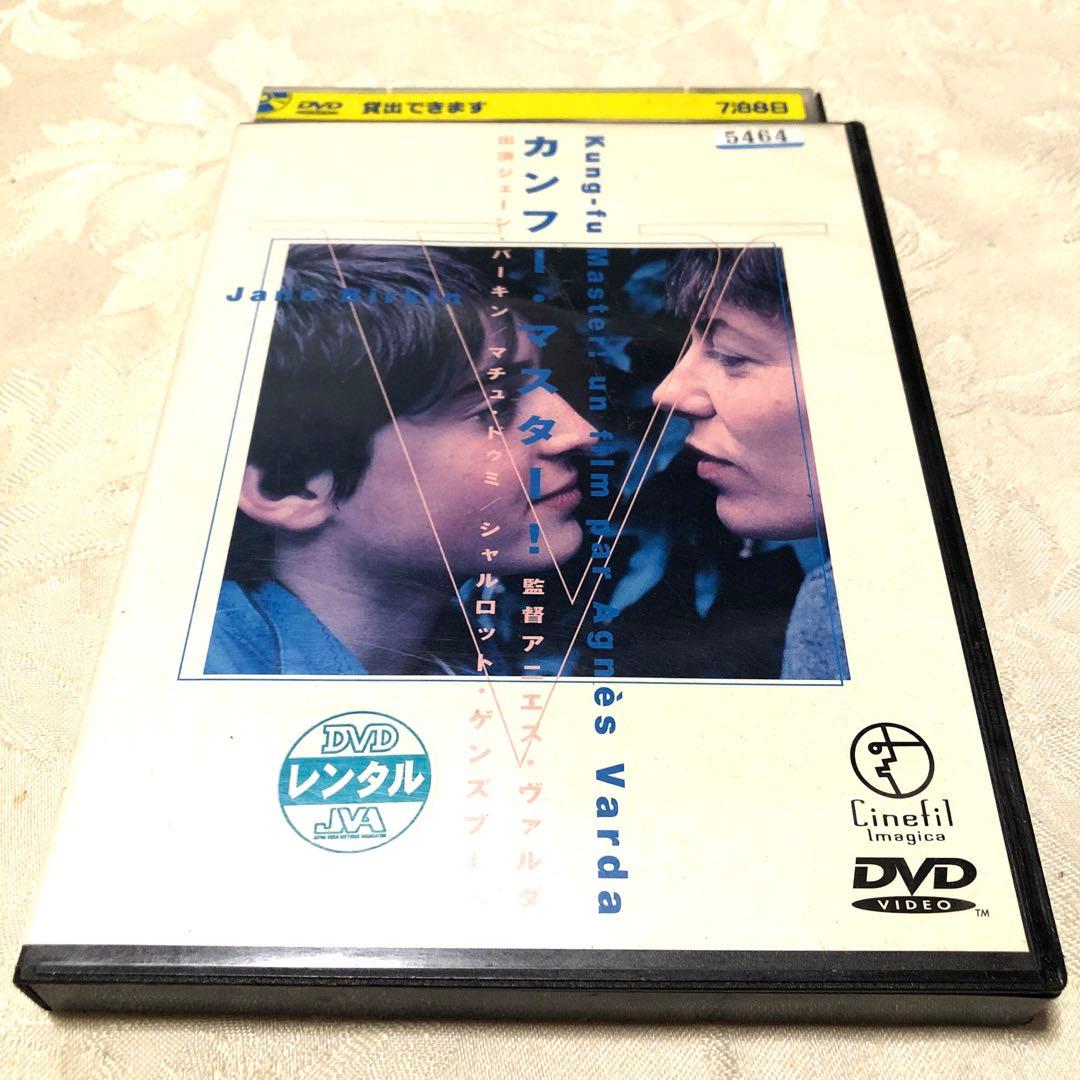 DVD 貸出できます 7泊8日
5464
Kung-fu Master! un film par Agnès Varda
カンフー・マスター!
監督アニエス・ヴァルダ
出演ジェーン・バーキン/マチュー・ドゥミ/シャルロット・ゲンズブール
Jane Birkin
DVD
レンタル
JVA
Cinefil
Imagica
DVD
VIDEO
TM